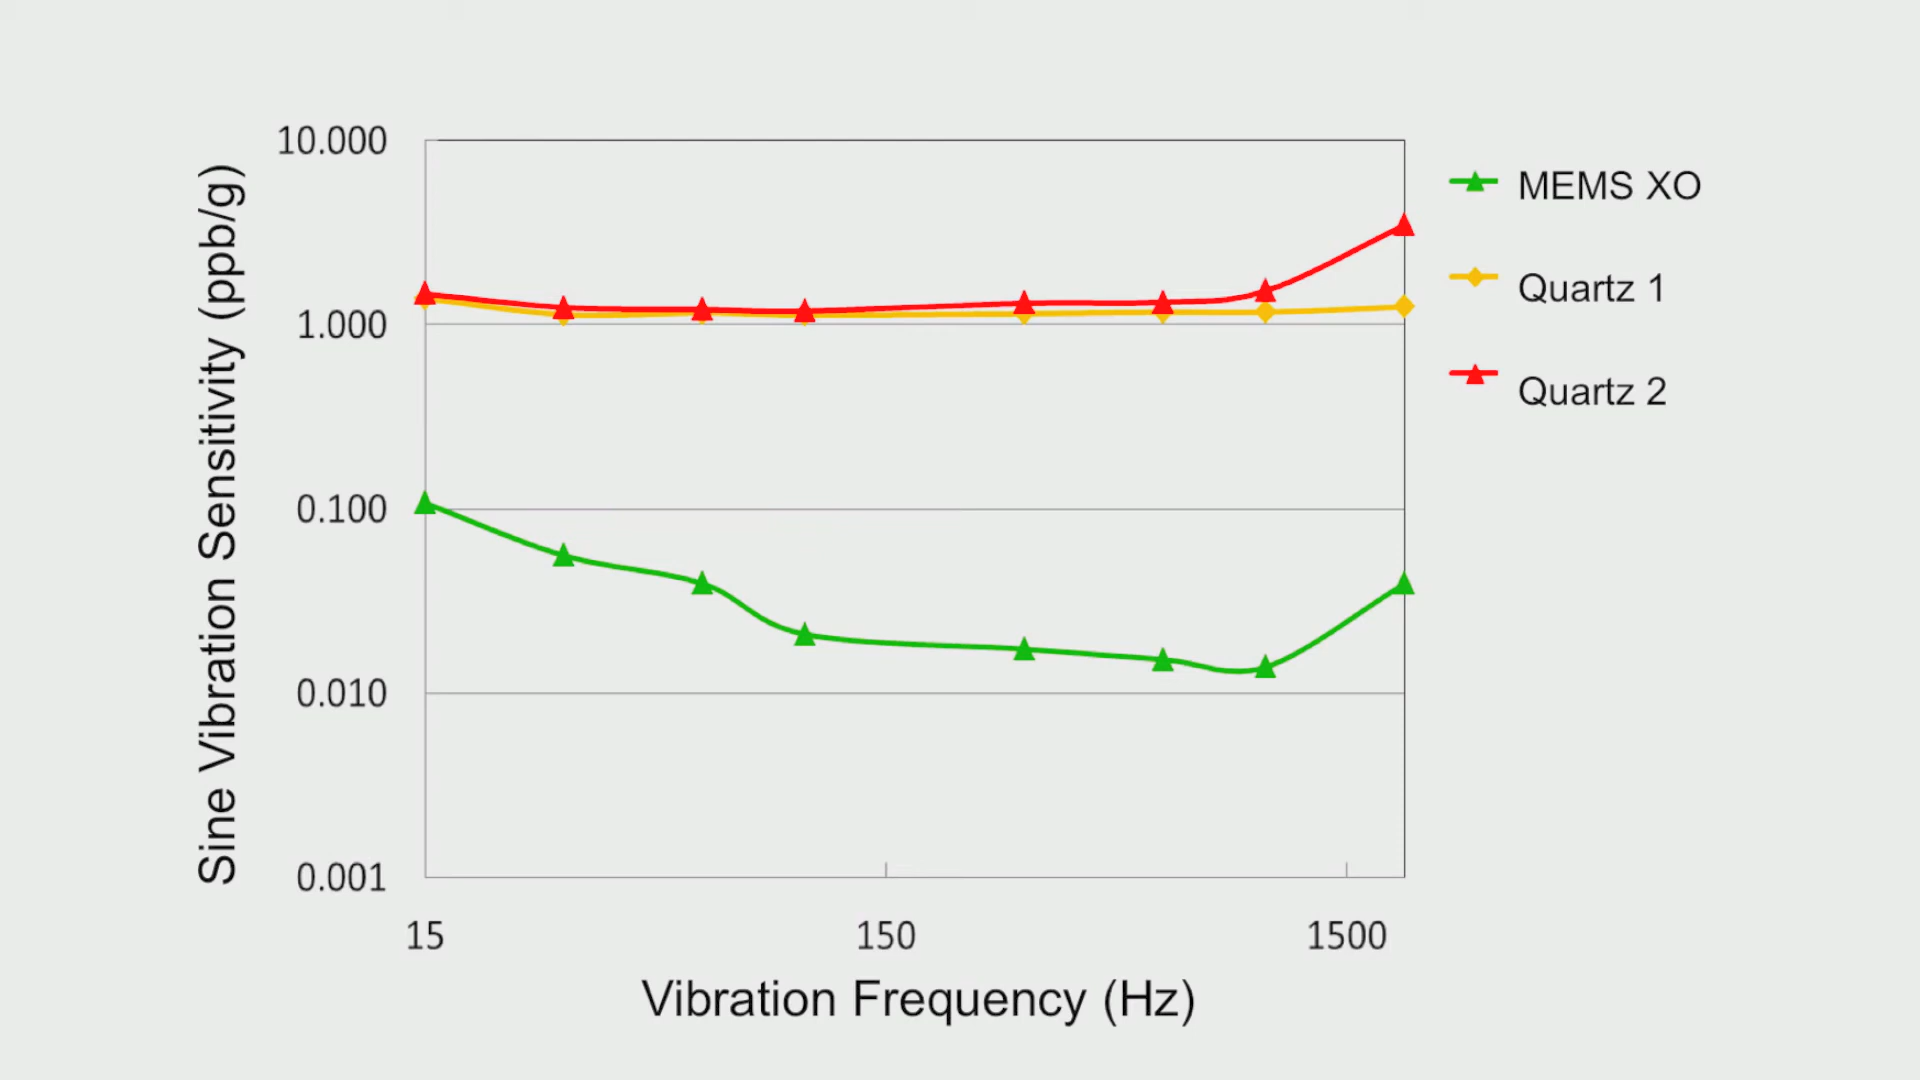 10.000
1.000
0.100
0.010
0.001
Sine Vibration Sensitivity (ppb/g)
15 150 1500
Vibration Frequency (Hz)
MEMS XO
Quartz 1
Quartz 2